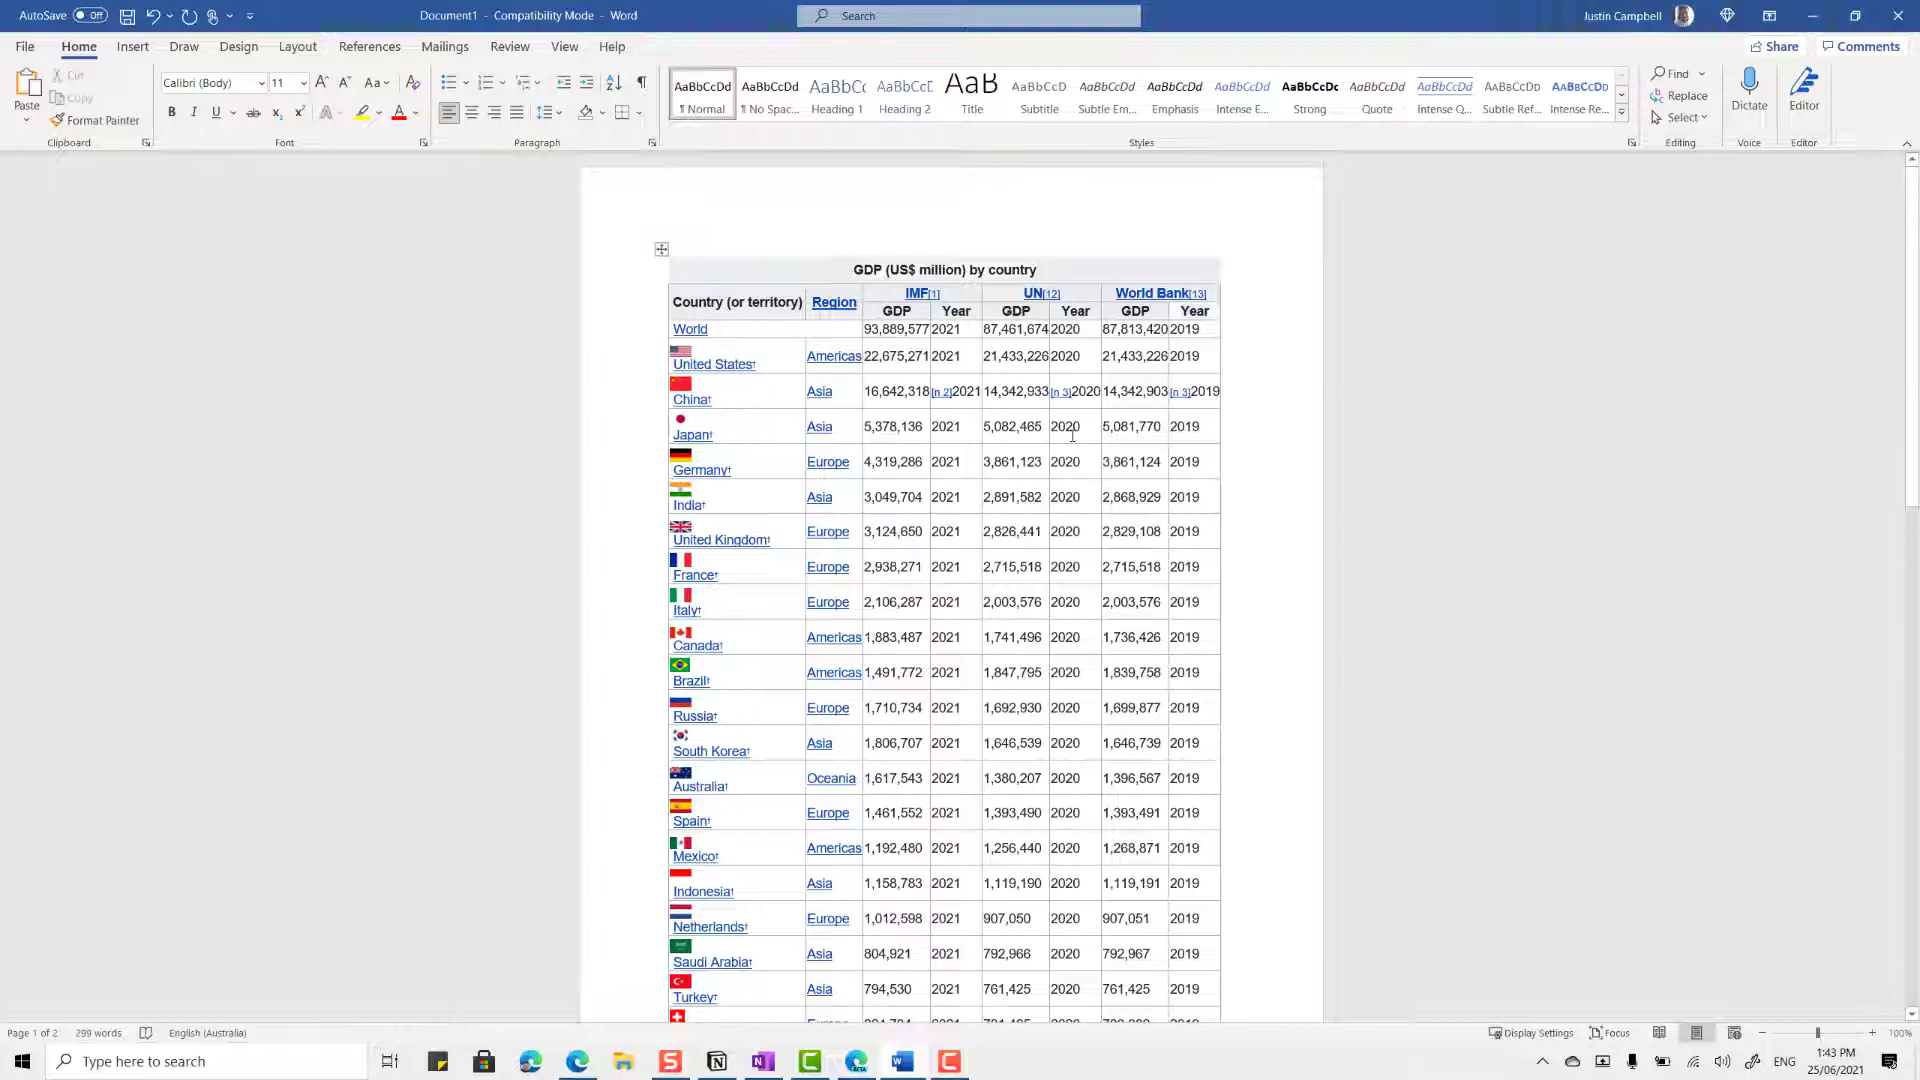 AutoSave Off Document1 - Compatibility Mode - Word Search Justin Campbell
File Home Insert Draw Design Layout References Mailings Review View Help Share Comments
Paste Cut Copy Format Painter Clipboard
Calibri (Body) 11 Aa Font
B I U ab x₂ x² A A
Paragraph
AaBbCcDd AaBbCcDd AaBbCc AaBbCcD AaB AaBbCcD AaBbCcDd AaBbCcDd AaBbCcDd AaBbCcDc AaBbCcDd AaBbCcDd AaBbCcDd AaBbCcDd
¶ Normal ¶ No Spac... Heading 1 Heading 2 Title Subtitle Subtle Em... Emphasis Intense E... Strong Quote Intense Q... Subtle Ref... Intense Re...
Styles
Find Replace Select Editing
Dictate Voice
Editor Editor
GDP (US$ million) by country
Country (or territory) Region IMF[1] UN[12] World Bank[13]
GDP Year GDP Year GDP Year
World 93,889,577 2021 87,461,674 2020 87,813,420 2019
United States† Americas 22,675,271 2021 21,433,226 2020 21,433,226 2019
China† Asia 16,642,318 [n 2]2021 14,342,933 [n 3]2020 14,342,903 [n 3]2019
Japan† Asia 5,378,136 2021 5,082,465 2020 5,081,770 2019
Germany† Europe 4,319,286 2021 3,861,123 2020 3,861,124 2019
India† Asia 3,049,704 2021 2,891,582 2020 2,868,929 2019
United Kingdom† Europe 3,124,650 2021 2,826,441 2020 2,829,108 2019
France† Europe 2,938,271 2021 2,715,518 2020 2,715,518 2019
Italy† Europe 2,106,287 2021 2,003,576 2020 2,003,576 2019
Canada† Americas 1,883,487 2021 1,741,496 2020 1,736,426 2019
Brazil† Americas 1,491,772 2021 1,847,795 2020 1,839,758 2019
Russia† Europe 1,710,734 2021 1,692,930 2020 1,699,877 2019
South Korea† Asia 1,806,707 2021 1,646,539 2020 1,646,739 2019
Australia† Oceania 1,617,543 2021 1,380,207 2020 1,396,567 2019
Spain† Europe 1,461,552 2021 1,393,490 2020 1,393,491 2019
Mexico† Americas 1,192,480 2021 1,256,440 2020 1,268,871 2019
Indonesia† Asia 1,158,783 2021 1,119,190 2020 1,119,191 2019
Netherlands† Europe 1,012,598 2021 907,050 2020 907,051 2019
Saudi Arabia† Asia 804,921 2021 792,966 2020 792,967 2019
Turkey† Asia 794,530 2021 761,425 2020 761,425 2019
Page 1 of 2 299 words English (Australia) Display Settings Focus 100%
Type here to search BETA ENG 1:43 PM
25/06/2021